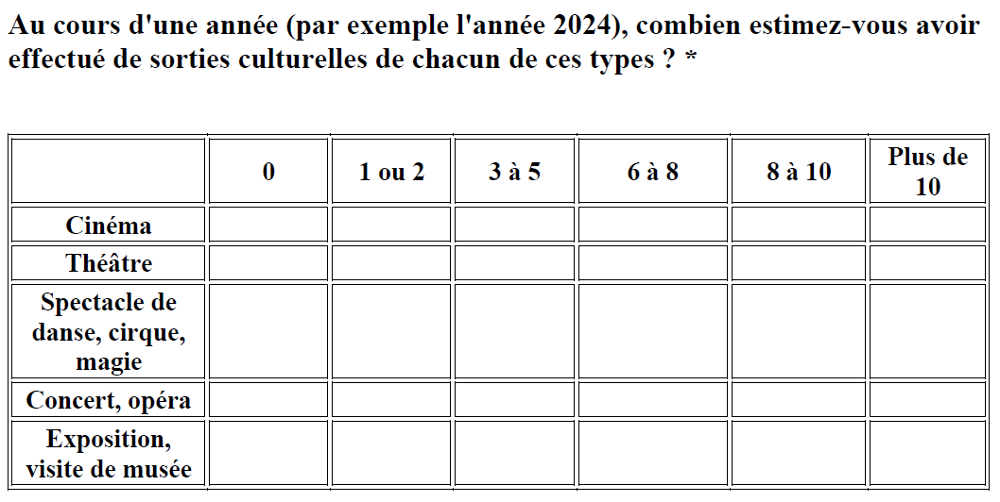 Au cours d'une année (par exemple l'année 2024), combien estimez-vous avoir
effectué de sorties culturelles de chacun de ces types ? *
0 1 ou 2 3 à 5 6 à 8 8 à 10 Plus de
10
Cinéma
Théâtre
Spectacle de
danse, cirque,
magie
Concert, opéra
Exposition,
visite de musée